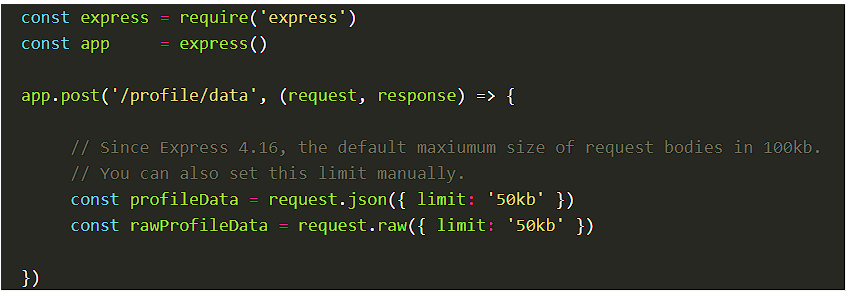 const express = require('express')
const app     = express()
app.post('/profile/data', (request, response) => {
// Since Express 4.16, the default maxiumum size of request bodies in 100kb.
// You can also set this limit manually.
const profileData = request.json({ limit: '50kb' })
const rawProfileData = request.raw({ limit: '50kb' })
})